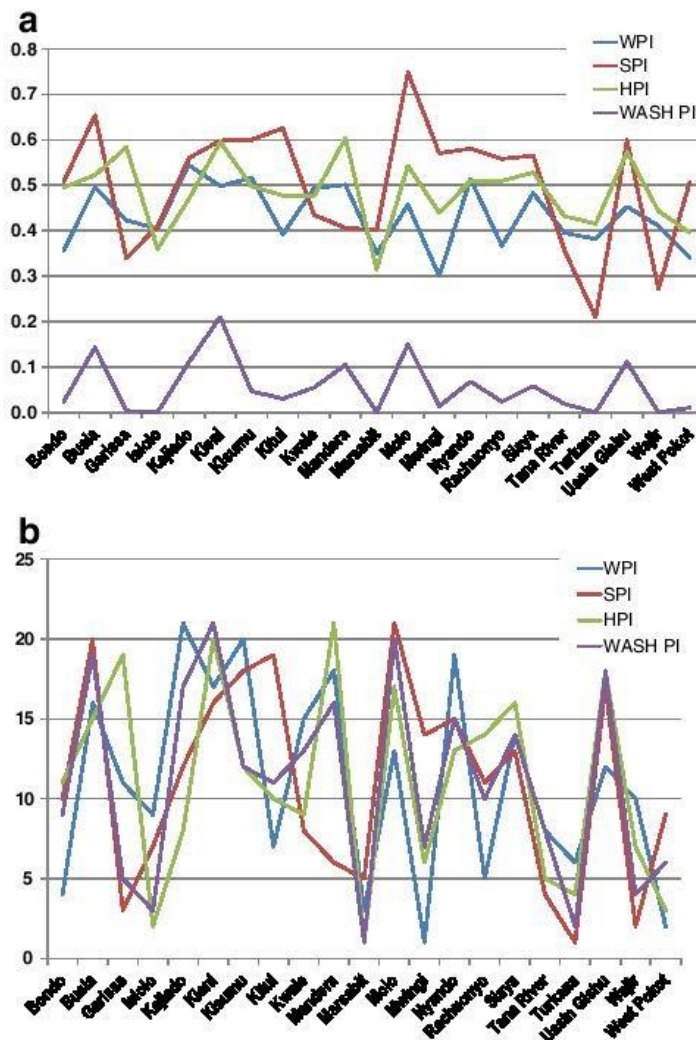 a
WPI
SPI
HPI
WASH PI
0.8
0.7
0.6
0.5
0.4
0.3
0.2
0.1
0.0
Bondo
Busia
Garissa
Isiolo
Kajiado
Kisii
Kisumu
Kitui
Kwale
Mandera
Marsabit
Molo
Mwingi
Nyando
Rachuonyo
Siaya
Tana River
Turkana
Uasin Gishu
Wajir
West Pokot
b
WPI
SPI
HPI
WASH PI
25
20
15
10
5
0
Bondo
Busia
Garissa
Isiolo
Kajiado
Kisii
Kisumu
Kitui
Kwale
Mandera
Marsabit
Molo
Mwingi
Nyando
Rachuonyo
Siaya
Tana River
Turkana
Uasin Gishu
Wajir
West Pokot